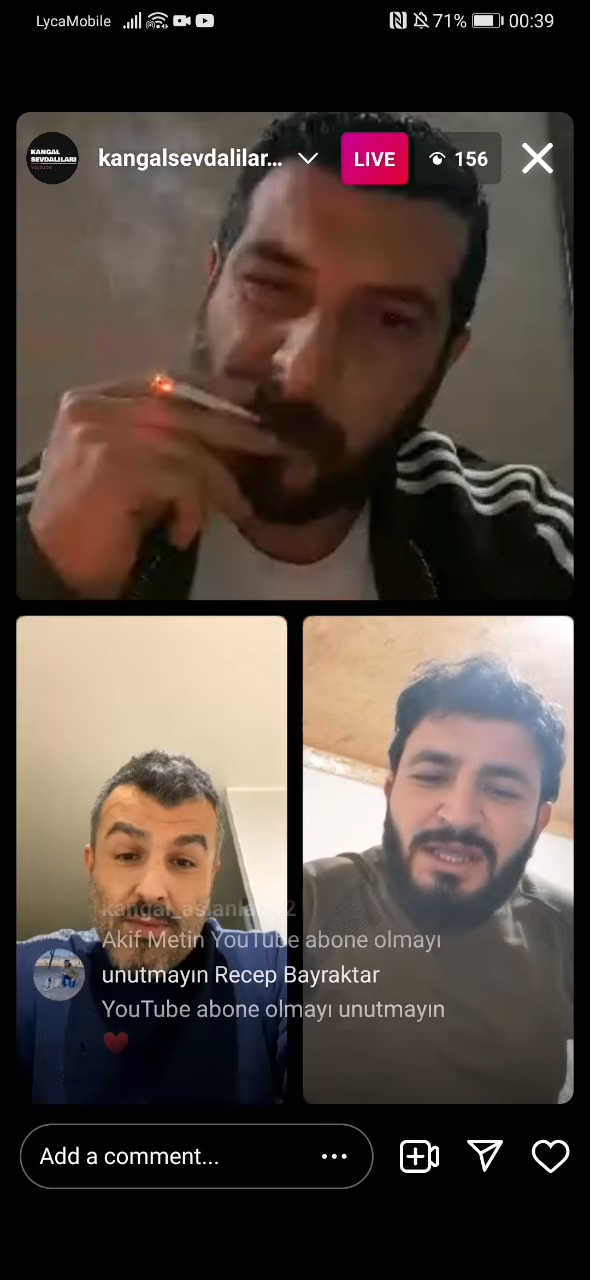 LycaMobile 71% 00:39
KANGAL
SEVDALILARI
YOUTUBE
kangalsevdalilar... LIVE 156
Akif Metin YouTube abone olmayı
unutmayın Recep Bayraktar
YouTube abone olmayı unutmayın
❤️
Add a comment...